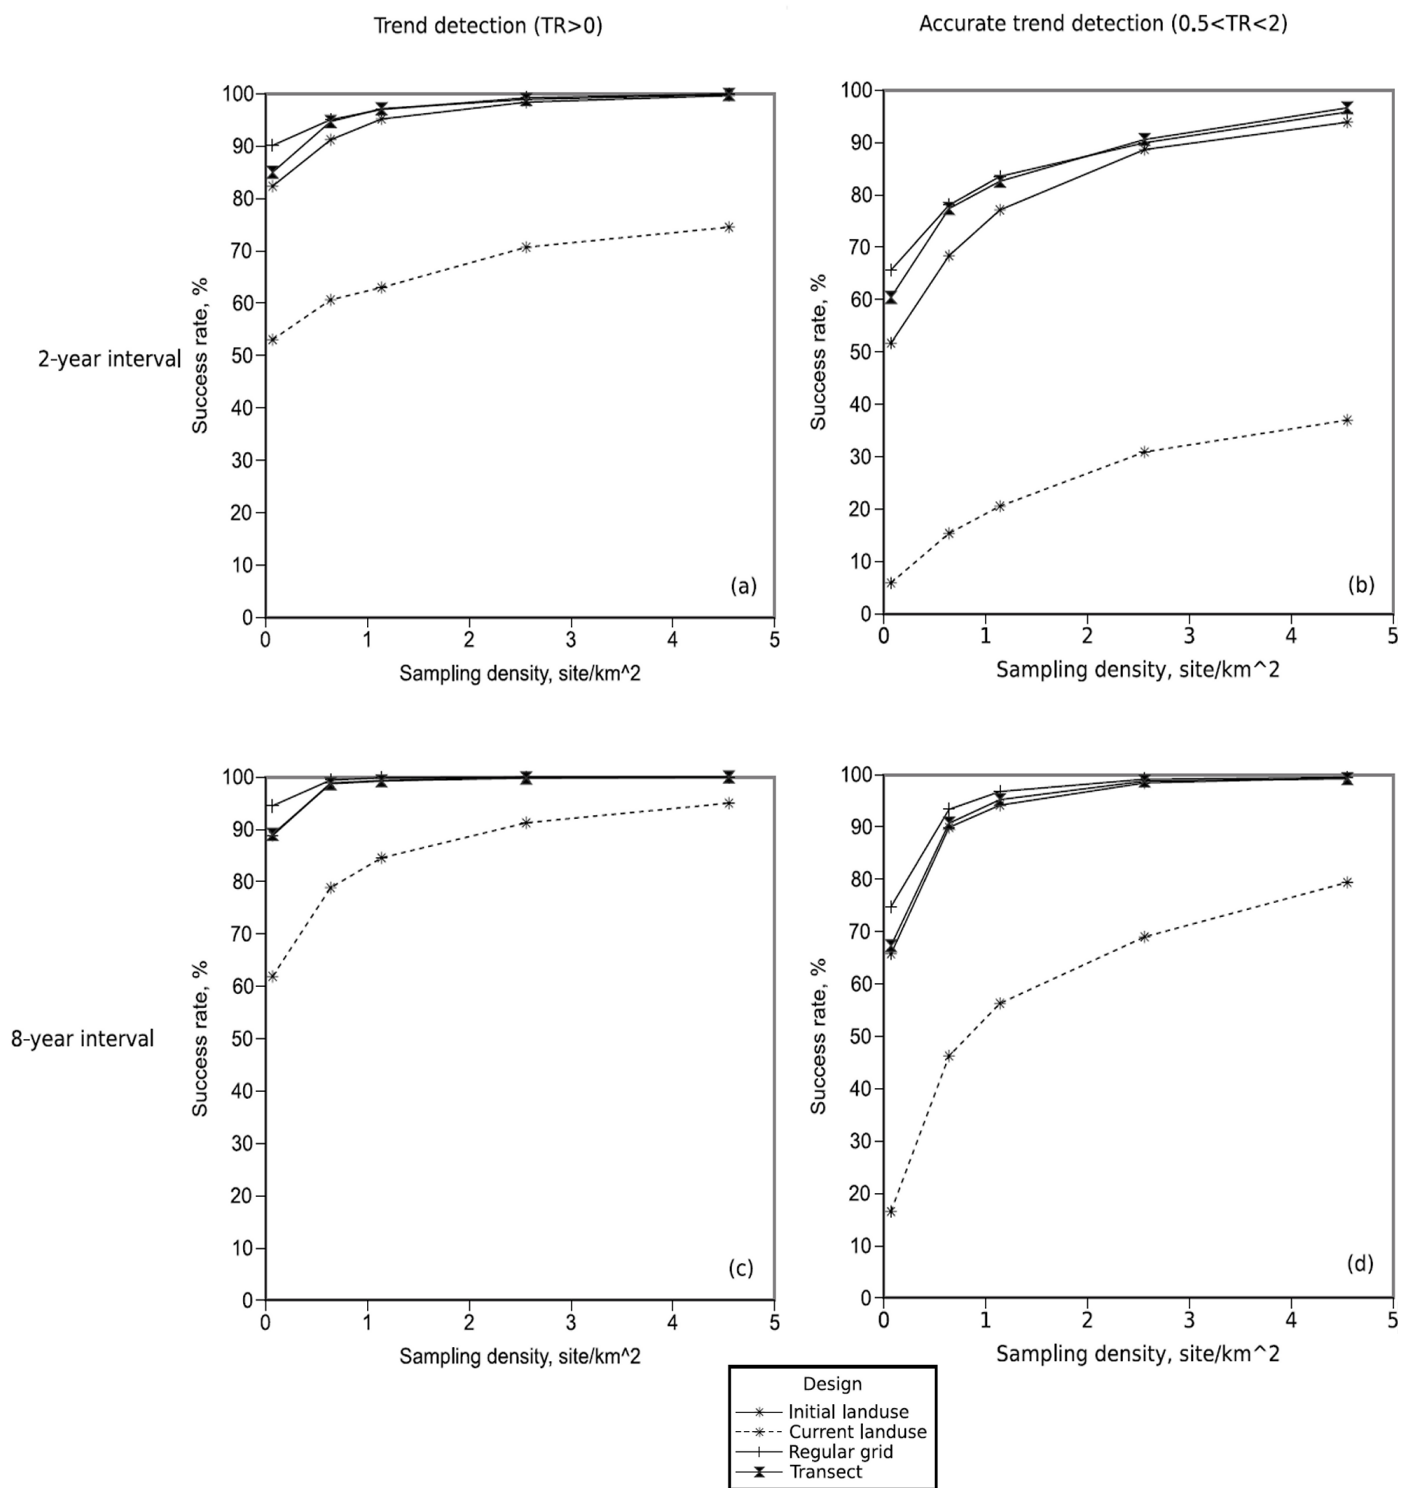 Trend detection (TR>0)
Accurate trend detection (0.5<TR<2)
2-year interval
Success rate, %
100
90
80
70
60
50
40
30
20
10
0
0 1 2 3 4 5
Sampling density, site/km^2
(a)
Success rate, %
100
90
80
70
60
50
40
30
20
10
0
0 1 2 3 4 5
Sampling density, site/km^2
(b)
8-year interval
Success rate, %
100
90
80
70
60
50
40
30
20
10
0
0 1 2 3 4 5
Sampling density, site/km^2
(c)
Success rate, %
100
90
80
70
60
50
40
30
20
10
0
0 1 2 3 4 5
Sampling density, site/km^2
(d)
Design
Initial landuse
Current landuse
Regular grid
Transect